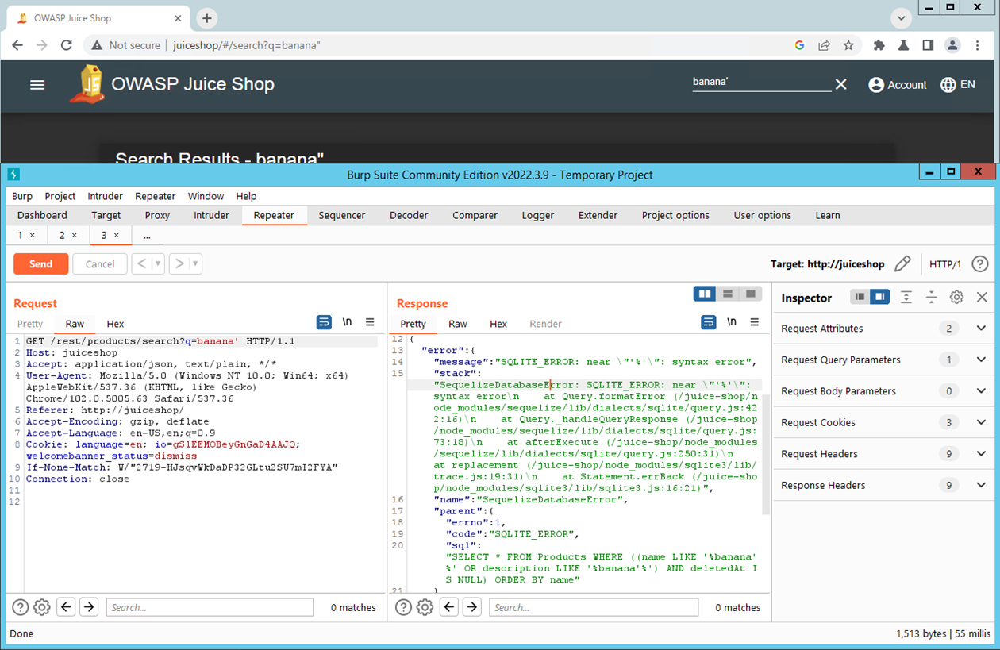 OWASP Juice Shop
Not secure juiceshop/#/search?q=banana"
OWASP Juice Shop
banana'
Account
EN
Search Results - banana"
Burp Suite Community Edition v2022.3.9 - Temporary Project
Burp Project Intruder Repeater Window Help
Dashboard Target Proxy Intruder Repeater Sequencer Decoder Comparer Logger Extender Project options User options Learn
1 × 2 × 3 × ...
Send Cancel < > Target: http://juiceshop HTTP/1 ?
Request
Pretty Raw Hex \n
1 GET /rest/products/search?q=banana' HTTP/1.1
2 Host: juiceshop
3 Accept: application/json, text/plain, */*
4 User-Agent: Mozilla/5.0 (Windows NT 10.0; Win64; x64)
AppleWebKit/537.36 (KHTML, like Gecko)
Chrome/102.0.5005.63 Safari/537.36
5 Referer: http://juiceshop/
6 Accept-Encoding: gzip, deflate
7 Accept-Language: en-US,en;q=0.9
8 Cookie: language=en; io=gSlEEMOBeyGnGaD4AAJQ;
welcomebanner_status=dismiss
9 If-None-Match: W/"2719-HJsqvWkDaDP32GLtu2SU7mI2FYA"
10 Connection: close
11
12
Search... 0 matches
Response
Pretty Raw Hex Render \n
12 {
13 "error":{
14 "message":"SQLITE_ERROR: near \"'%'\": syntax error",
15 "stack":
"SequelizeDatabaseError: SQLITE_ERROR: near \"'%'\":
syntax error\n    at Query.formatError (/juice-shop/n
ode_modules/sequelize/lib/dialects/sqlite/query.js:42
2:16)\n    at Query._handleQueryResponse (/juice-shop
/node_modules/sequelize/lib/dialects/sqlite/query.js:
73:18)\n    at afterExecute (/juice-shop/node_modules
/sequelize/lib/dialects/sqlite/query.js:250:31)\n
at replacement (/juice-shop/node_modules/sqlite3/lib/
trace.js:19:31)\n    at Statement.errBack (/juice-sho
p/node_modules/sqlite3/lib/sqlite3.js:16:21)",
16 "name":"SequelizeDatabaseError",
17 "parent":{
18 "errno":1,
19 "code":"SQLITE_ERROR",
20 "sql":
"SELECT * FROM Products WHERE ((name LIKE '%banana'
%' OR description LIKE '%banana'%') AND deletedAt I
S NULL) ORDER BY name"
21 }
Search... 0 matches
Inspector
Request Attributes 2
Request Query Parameters 1
Request Body Parameters 0
Request Cookies 3
Request Headers 9
Response Headers 9
Done 1,513 bytes | 55 millis